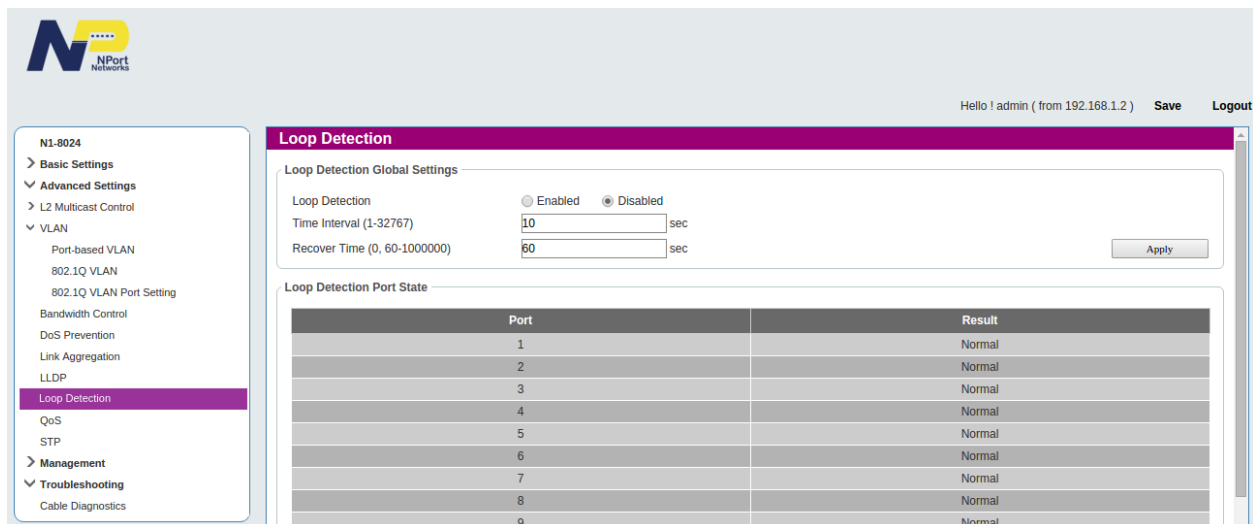 NPort
Networks
Hello ! admin ( from 192.168.1.2 ) Save Logout
N1-8024
Basic Settings
Advanced Settings
L2 Multicast Control
VLAN
Port-based VLAN
802.1Q VLAN
802.1Q VLAN Port Setting
Bandwidth Control
DoS Prevention
Link Aggregation
LLDP
Loop Detection
QoS
STP
Management
Troubleshooting
Cable Diagnostics
Loop Detection
Loop Detection Global Settings
Loop Detection Enabled Disabled
Time Interval (1-32767) 10 sec
Recover Time (0, 60-1000000) 60 sec
Apply
Loop Detection Port State
Port Result
1 Normal
2 Normal
3 Normal
4 Normal
5 Normal
6 Normal
7 Normal
8 Normal
9 Normal